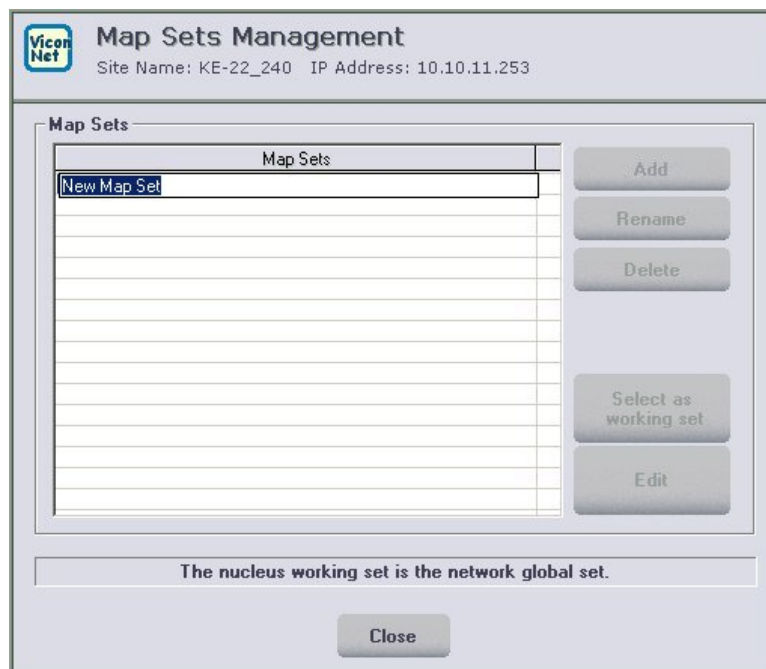 Vicon
Net
Map Sets Management
Site Name: KE-22_240 IP Address: 10.10.11.253
Map Sets
Map Sets
New Map Set
Add
Rename
Delete
Select as
working set
Edit
The nucleus working set is the network global set.
Close